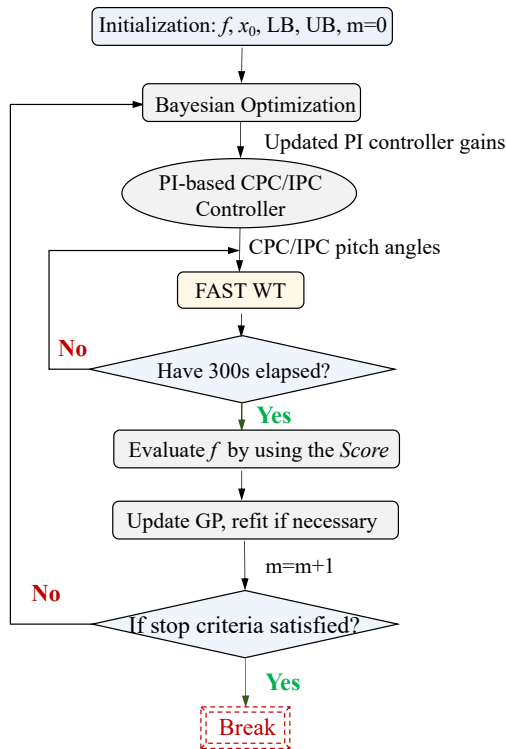 Initialization: f, x₀, LB, UB, m=0
Bayesian Optimization
Updated PI controller gains
PI-based CPC/IPC
Controller
CPC/IPC pitch angles
FAST WT
No
Have 300s elapsed?
Yes
Evaluate f by using the Score
Update GP, refit if necessary
m=m+1
No
If stop criteria satisfied?
Yes
Break